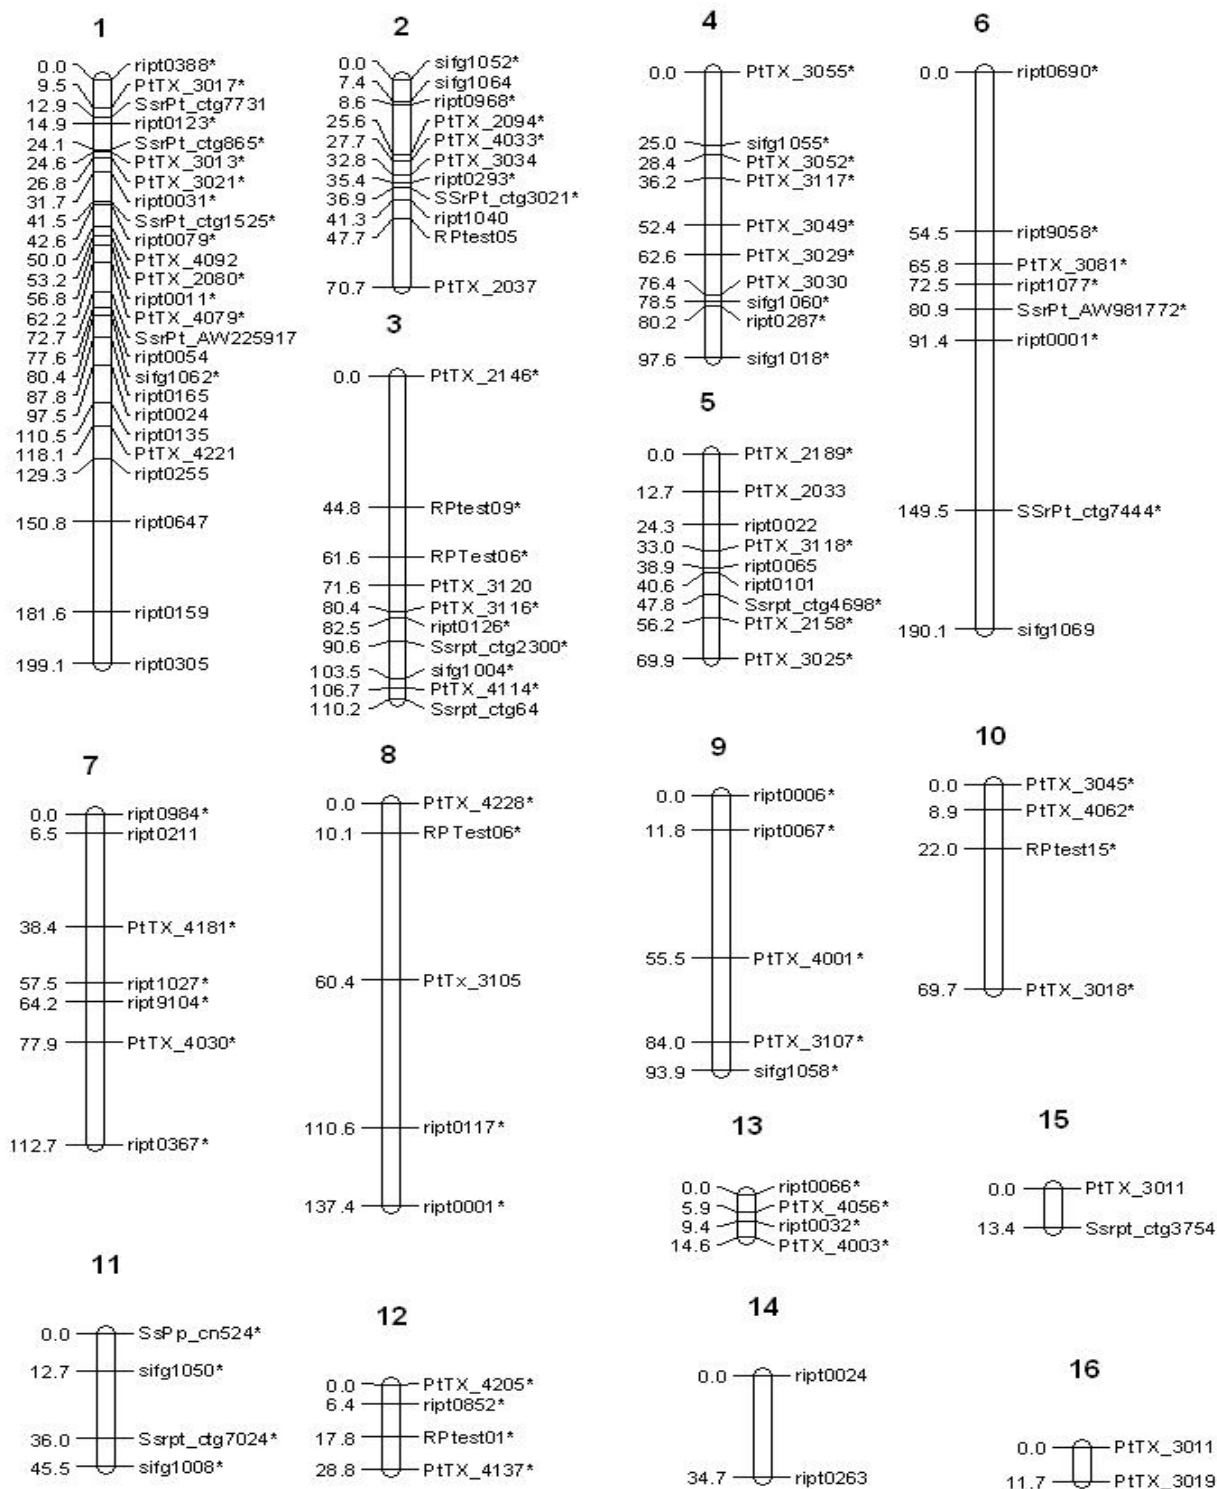 1
0.0 ript0388*
9.5 PtTX_3017*
12.9 SsrPt_ctg7731
14.9 ript0123*
24.1 SsrPt_ctg865*
24.6 PtTX_3013*
26.8 PtTX_3021*
31.7 ript0031*
41.5 SsrPt_ctg1525*
42.6 ript0079*
50.0 PtTX_4092
53.2 PtTX_2080*
56.8 ript0011*
62.2 PtTX_4079*
72.7 SsrPt_AW225917
77.6 ript0054
80.4 sifg1062*
87.8 ript0165
97.5 ript0024
110.5 ript0135
118.1 PtTX_4221
129.3 ript0255
150.8 ript0647
181.6 ript0159
199.1 ript0305
2
0.0 sifg1052*
7.4 sifg1064
8.6 ript0968*
25.6 PtTX_2094*
27.7 PtTX_4033*
32.8 PtTX_3034
35.4 ript0293*
36.9 SSrPt_ctg3021*
41.3 ript1040
47.7 RPtest05
70.7 PtTX_2037
3
0.0 PtTX_2146*
44.8 RPtest09*
61.6 RPTest06*
71.6 PtTX_3120
80.4 PtTX_3116*
82.5 ript0126*
90.6 Ssrpt_ctg2300*
103.5 sifg1004*
106.7 PtTX_4114*
110.2 Ssrpt_ctg64
4
0.0 PtTX_3055*
25.0 sifg1055*
28.4 PtTX_3052*
36.2 PtTX_3117*
52.4 PtTX_3049*
62.6 PtTX_3029*
76.4 PtTX_3030
78.5 sifg1060*
80.2 ript0287*
97.6 sifg1018*
5
0.0 PtTX_2189*
12.7 PtTX_2033
24.3 ript0022
33.0 PtTX_3118*
38.9 ript0065
40.6 ript0101
47.8 Ssrpt_ctg4698*
56.2 PtTX_2158*
69.9 PtTX_3025*
6
0.0 ript0690*
54.5 ript9058*
65.8 PtTX_3081*
72.5 ript1077*
80.9 SsrPt_AW981772*
91.4 ript0001*
149.5 SSrPt_ctg7444*
190.1 sifg1069
7
0.0 ript0984*
6.5 ript0211
38.4 PtTX_4181*
57.5 ript1027*
64.2 ript9104*
77.9 PtTX_4030*
112.7 ript0367*
8
0.0 PtTX_4228*
10.1 RPTest06*
60.4 PtTx_3105
110.6 ript0117*
137.4 ript0001*
9
0.0 ript0006*
11.8 ript0067*
55.5 PtTX_4001*
84.0 PtTX_3107*
93.9 sifg1058*
10
0.0 PtTX_3045*
8.9 PtTX_4062*
22.0 RPtest15*
69.7 PtTX_3018*
13
0.0 ript0066*
5.9 PtTX_4056*
9.4 ript0032*
14.6 PtTX_4003*
15
0.0 PtTX_3011
13.4 Ssrpt_ctg3754
11
0.0 SsPp_cn524*
12.7 sifg1050*
36.0 Ssrpt_ctg7024*
45.5 sifg1008*
12
0.0 PtTX_4205*
6.4 ript0852*
17.8 RPtest01*
28.8 PtTX_4137*
14
0.0 ript0024
34.7 ript0263
16
0.0 PtTX_3011
11.7 PtTX_3019